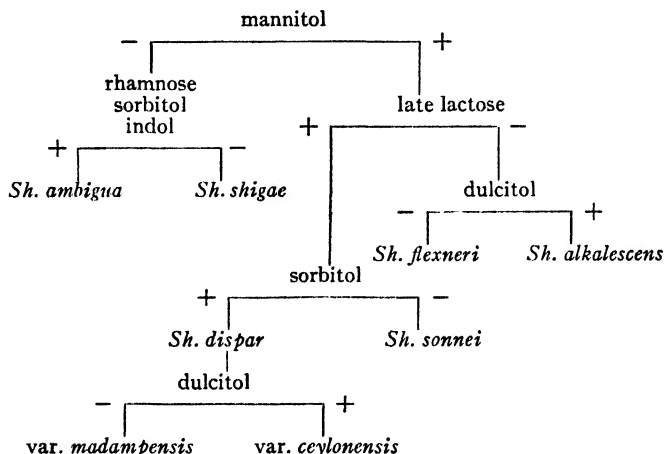 mannitol
− +
rhamnose
sorbitol
indol
late lactose
+ −
+ −
Sh. ambigua Sh. shigae
dulcitol
− +
Sh. flexneri Sh. alkalescens
sorbitol
+ −
Sh. dispar Sh. sonnei
dulcitol
− +
var. madampensis var. ceylonensis